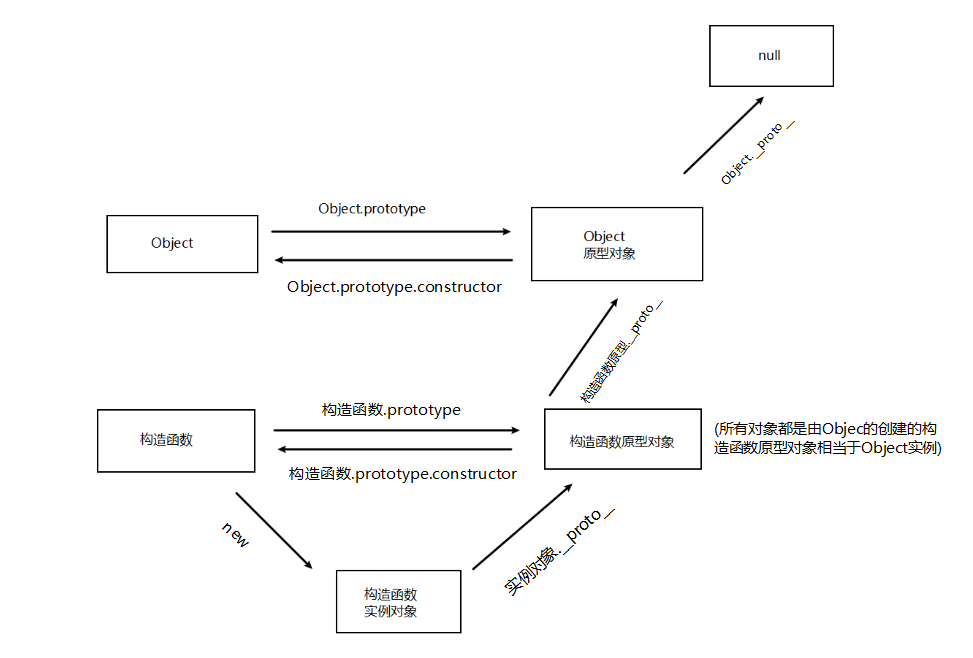 null
Object.__proto__
Object.prototype
Object
Object
原型对象
Object.prototype.constructor
构造函数原型.__proto__
构造函数.prototype
构造函数
构造函数原型对象
(所有对象都是由Objec的创建的构
造函数原型对象相当于Object实例)
构造函数.prototype.constructor
new
实例对象.__proto__
构造函数
实例对象